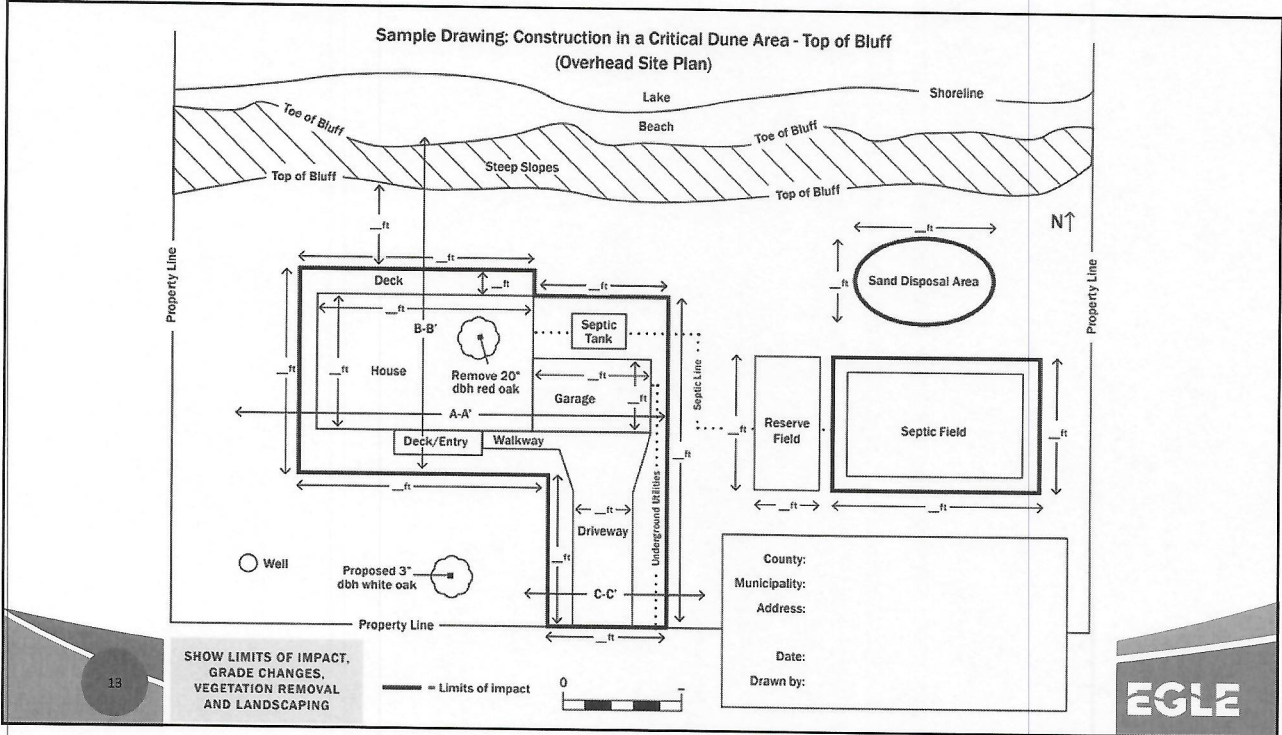 Sample Drawing: Construction in a Critical Dune Area - Top of Bluff
(Overhead Site Plan)
Lake
Shoreline
Beach
Toe of Bluff
Toe of Bluff
Steep Slopes
Top of Bluff
Top of Bluff
N↑
Property Line
Property Line
__ft
__ft
__ft
__ft
Deck
__ft
__ft
Sand Disposal Area
__ft
B-B'
Septic
Tank
__ft
__ft
House
Remove 20"
dbh red oak
__ft
Garage
__ft
Septic Line
A-A'
Deck/Entry
Walkway
__ft
__ft
Reserve
Field
Septic Field
__ft
__ft
__ft
__ft
__ft
Driveway
Underground Utilities
__ft
Well
Proposed 3"
dbh white oak
C-C'
Property Line
__ft
County:
Municipality:
Address:
Date:
Drawn by:
13
SHOW LIMITS OF IMPACT,
GRADE CHANGES,
VEGETATION REMOVAL
AND LANDSCAPING
= Limits of impact
0
EGLE